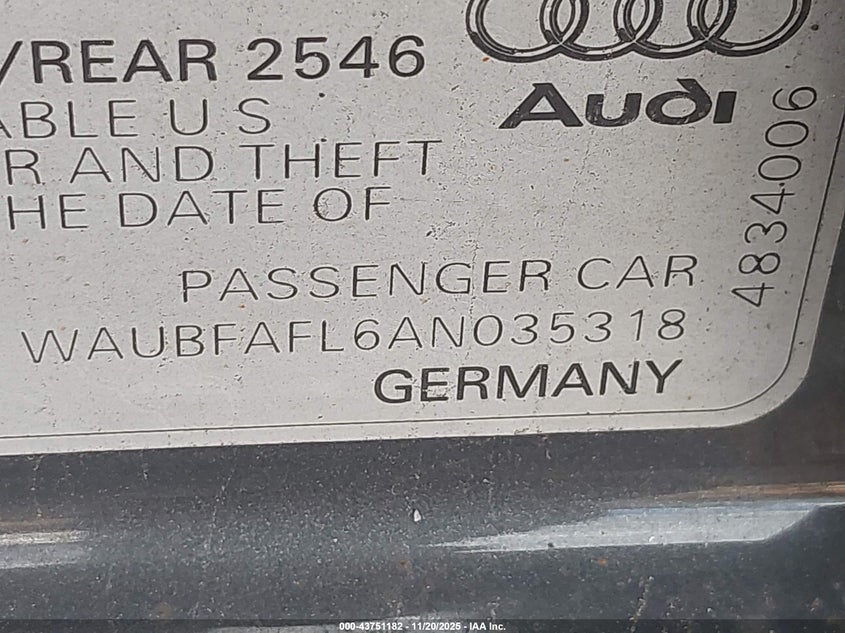 /REAR 2546
Audi
ABLE U S
R AND THEFT
HE DATE OF
4834006
PASSENGER CAR
WAUBFAFL6AN035318
GERMANY
000-43751182 - 11/20/2025 - IAA Inc.